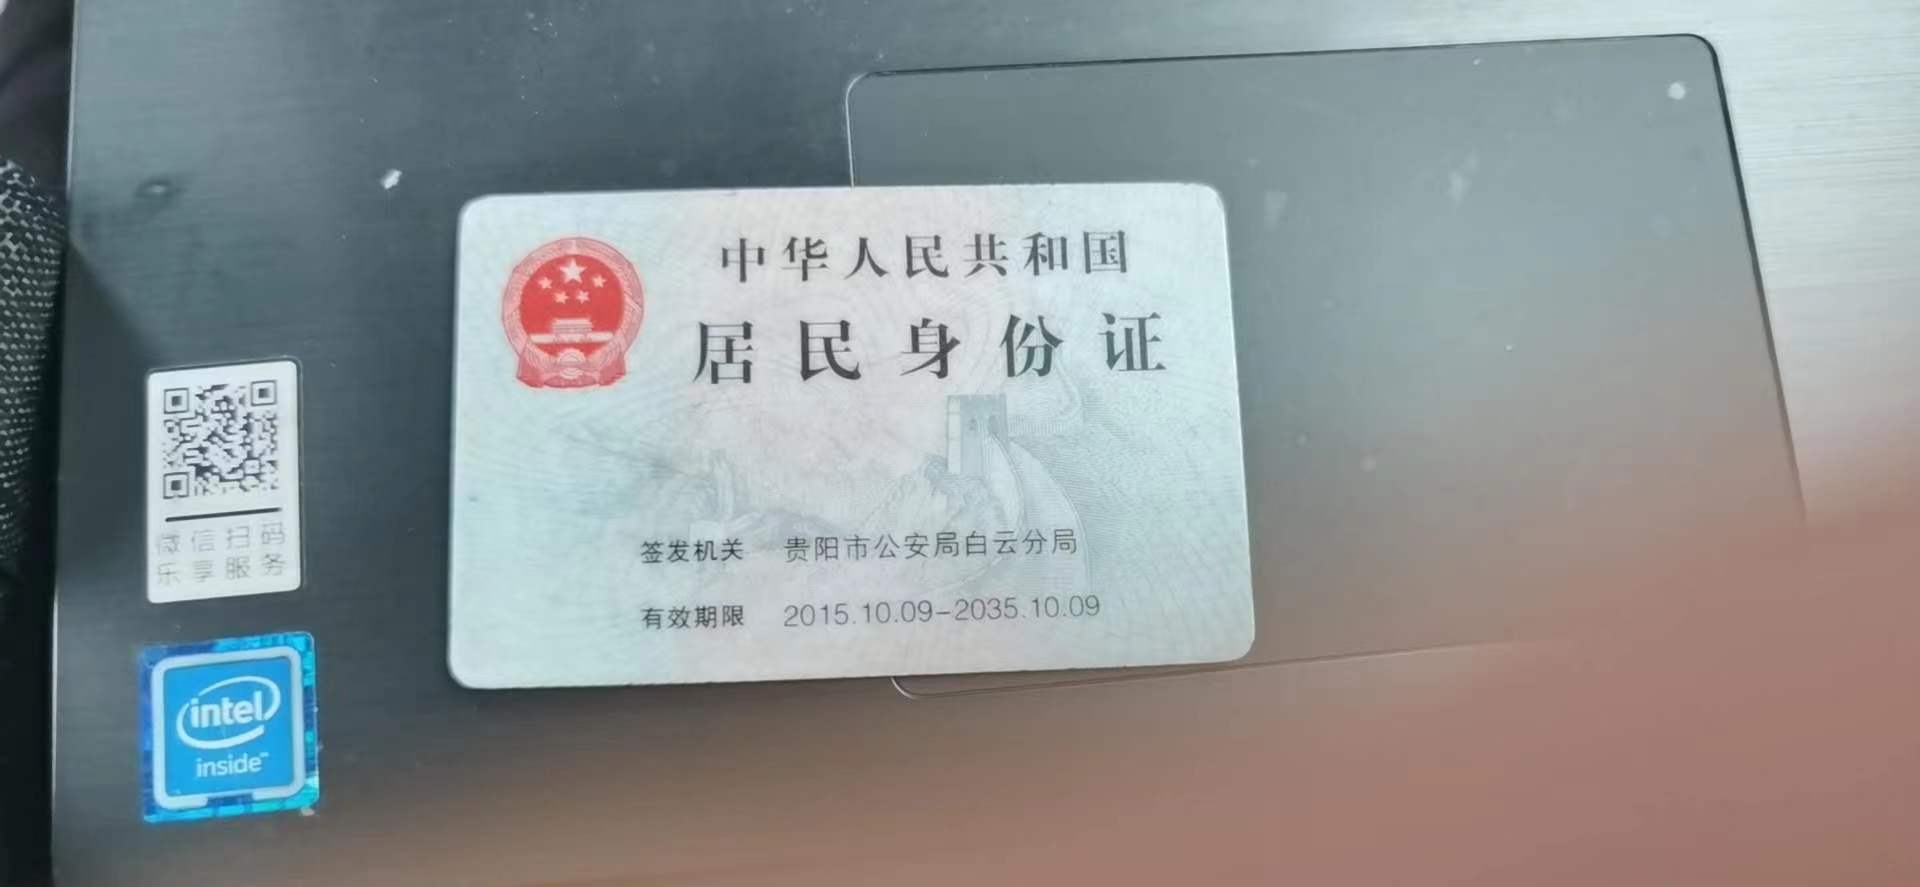 中华人民共和国
居民身份证
签发机关 贵阳市公安局白云分局
有效期限 2015.10.09-2035.10.09
微信扫码
乐享服务
intel
inside™